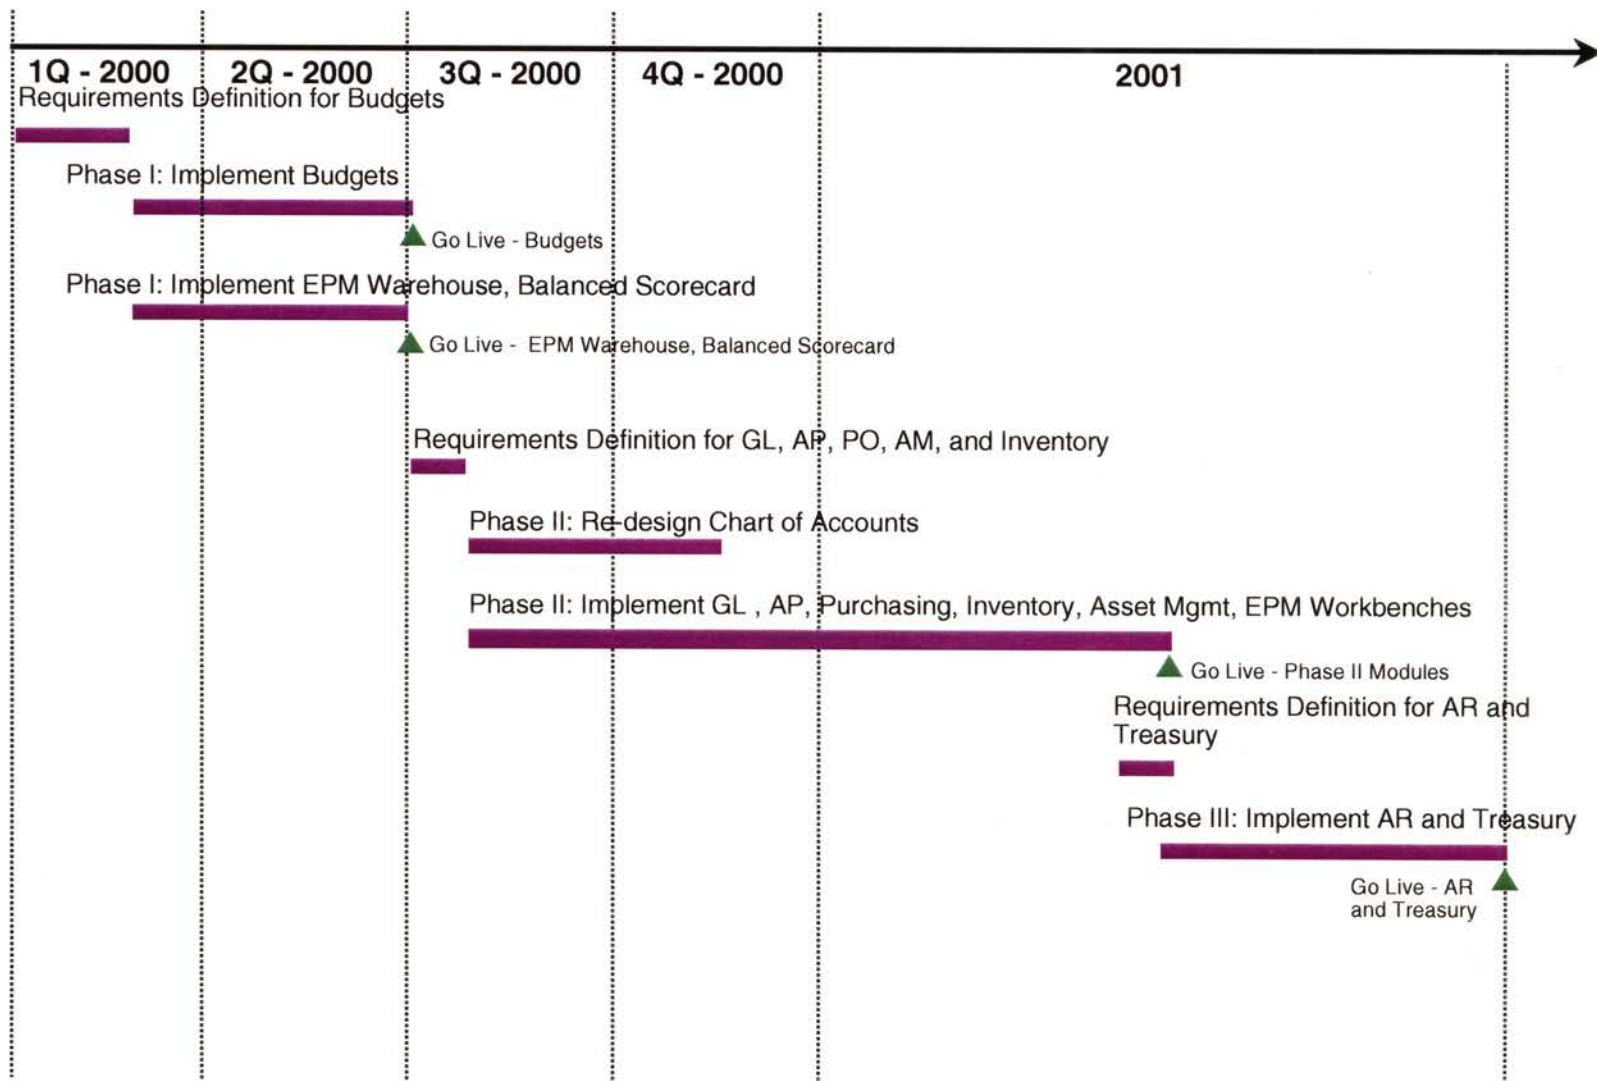 1Q - 2000 2Q - 2000 3Q - 2000 4Q - 2000 2001
Requirements Definition for Budgets
Phase I: Implement Budgets
Go Live - Budgets
Phase I: Implement EPM Warehouse, Balanced Scorecard
Go Live - EPM Warehouse, Balanced Scorecard
Requirements Definition for GL, AP, PO, AM, and Inventory
Phase II: Re-design Chart of Accounts
Phase II: Implement GL , AP, Purchasing, Inventory, Asset Mgmt, EPM Workbenches
Go Live - Phase II Modules
Requirements Definition for AR and
Treasury
Phase III: Implement AR and Treasury
Go Live - AR
and Treasury